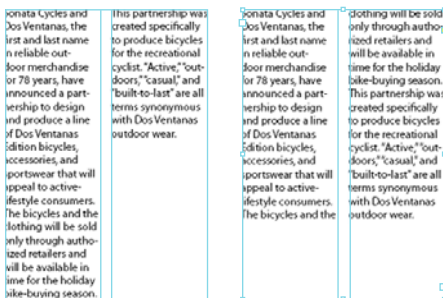 Sonata Cycles and
Dos Ventanas, the
first and last name
in reliable out-
door merchandise
for 78 years, have
announced a part-
nership to design
and produce a line
of Dos Ventanas
Edition bicycles,
accessories, and
sportswear that will
appeal to active-
lifestyle consumers.
The bicycles and the
clothing will be sold
only through autho-
rized retailers and
will be available in
time for the holiday
bike-buying season.
This partnership was
created specifically
to produce bicycles
for the recreational
cyclist. "Active," "out-
doors," "casual," and
"built-to-last" are all
terms synonymous
with Dos Ventanas
outdoor wear.
Sonata Cycles and
Dos Ventanas, the
first and last name
in reliable out-
door merchandise
for 78 years, have
announced a part-
nership to design
and produce a line
of Dos Ventanas
Edition bicycles,
accessories, and
sportswear that will
appeal to active-
lifestyle consumers.
The bicycles and the
clothing will be sold
only through autho-
rized retailers and
will be available in
time for the holiday
bike-buying season.
This partnership was
created specifically
to produce bicycles
for the recreational
cyclist. "Active," "out-
doors," "casual," and
"built-to-last" are all
terms synonymous
with Dos Ventanas
outdoor wear.